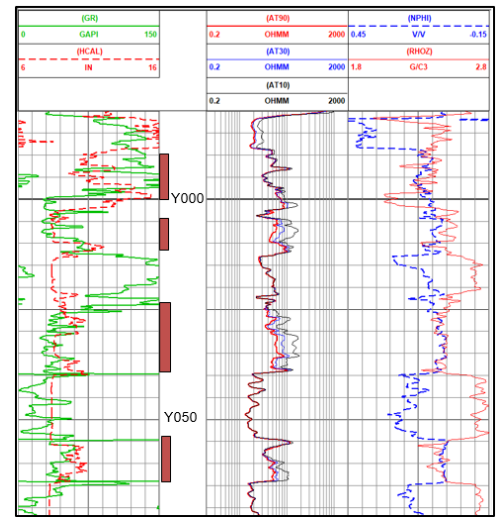 (GR)
0 GAPI 150
(HCAL)
6 IN 16
(AT90)
0.2 OHMM 2000
(AT30)
0.2 OHMM 2000
(AT10)
0.2 OHMM 2000
(NPHI)
0.45 V/V -0.15
(RHOZ)
1.8 G/C3 2.8
Y000
Y050